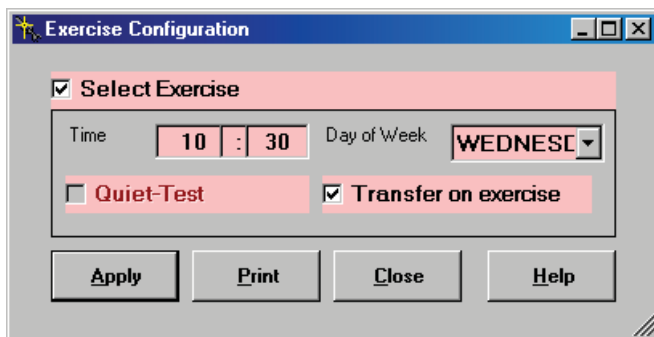 Exercise Configuration
Select Exercise
Time 10 : 30 Day of Week WEDNESD
Quiet-Test Transfer on exercise
Apply Print Close Help